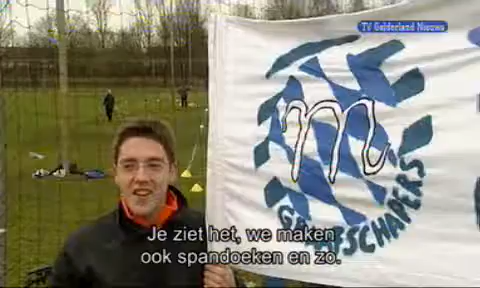 TV Gelderland Nieuws
m
GRAAFSCHAPERS
Je ziet het, we maken
ook spandoeken en zo.